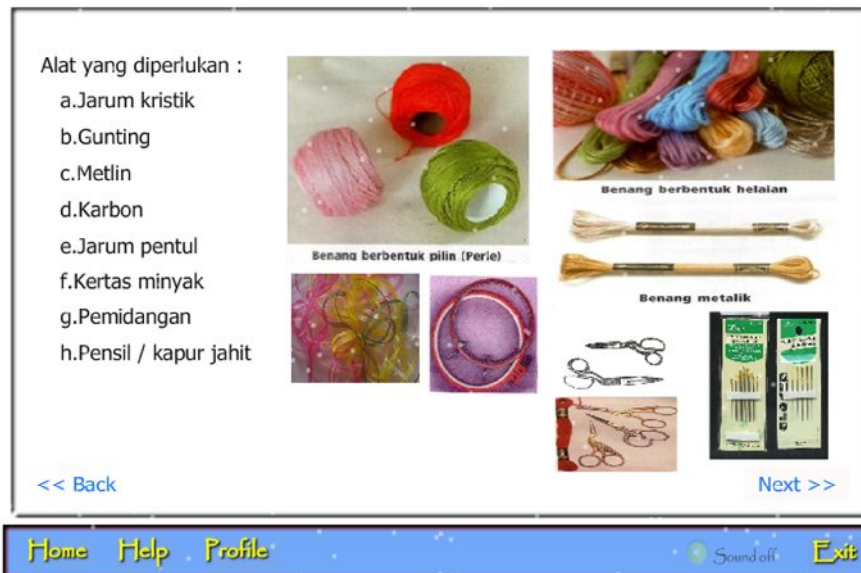 Alat yang diperlukan :
a.Jarum kristik
b.Gunting
c.Metlin
d.Karbon
e.Jarum pentul
f.Kertas minyak
g.Pemidangan
h.Pensil / kapur jahit
Benang berbentuk pilin (Perle)
Benang berbentuk helaian
Benang metalik
<< Back
Next >>
Home Help Profile
Sound off
Exit